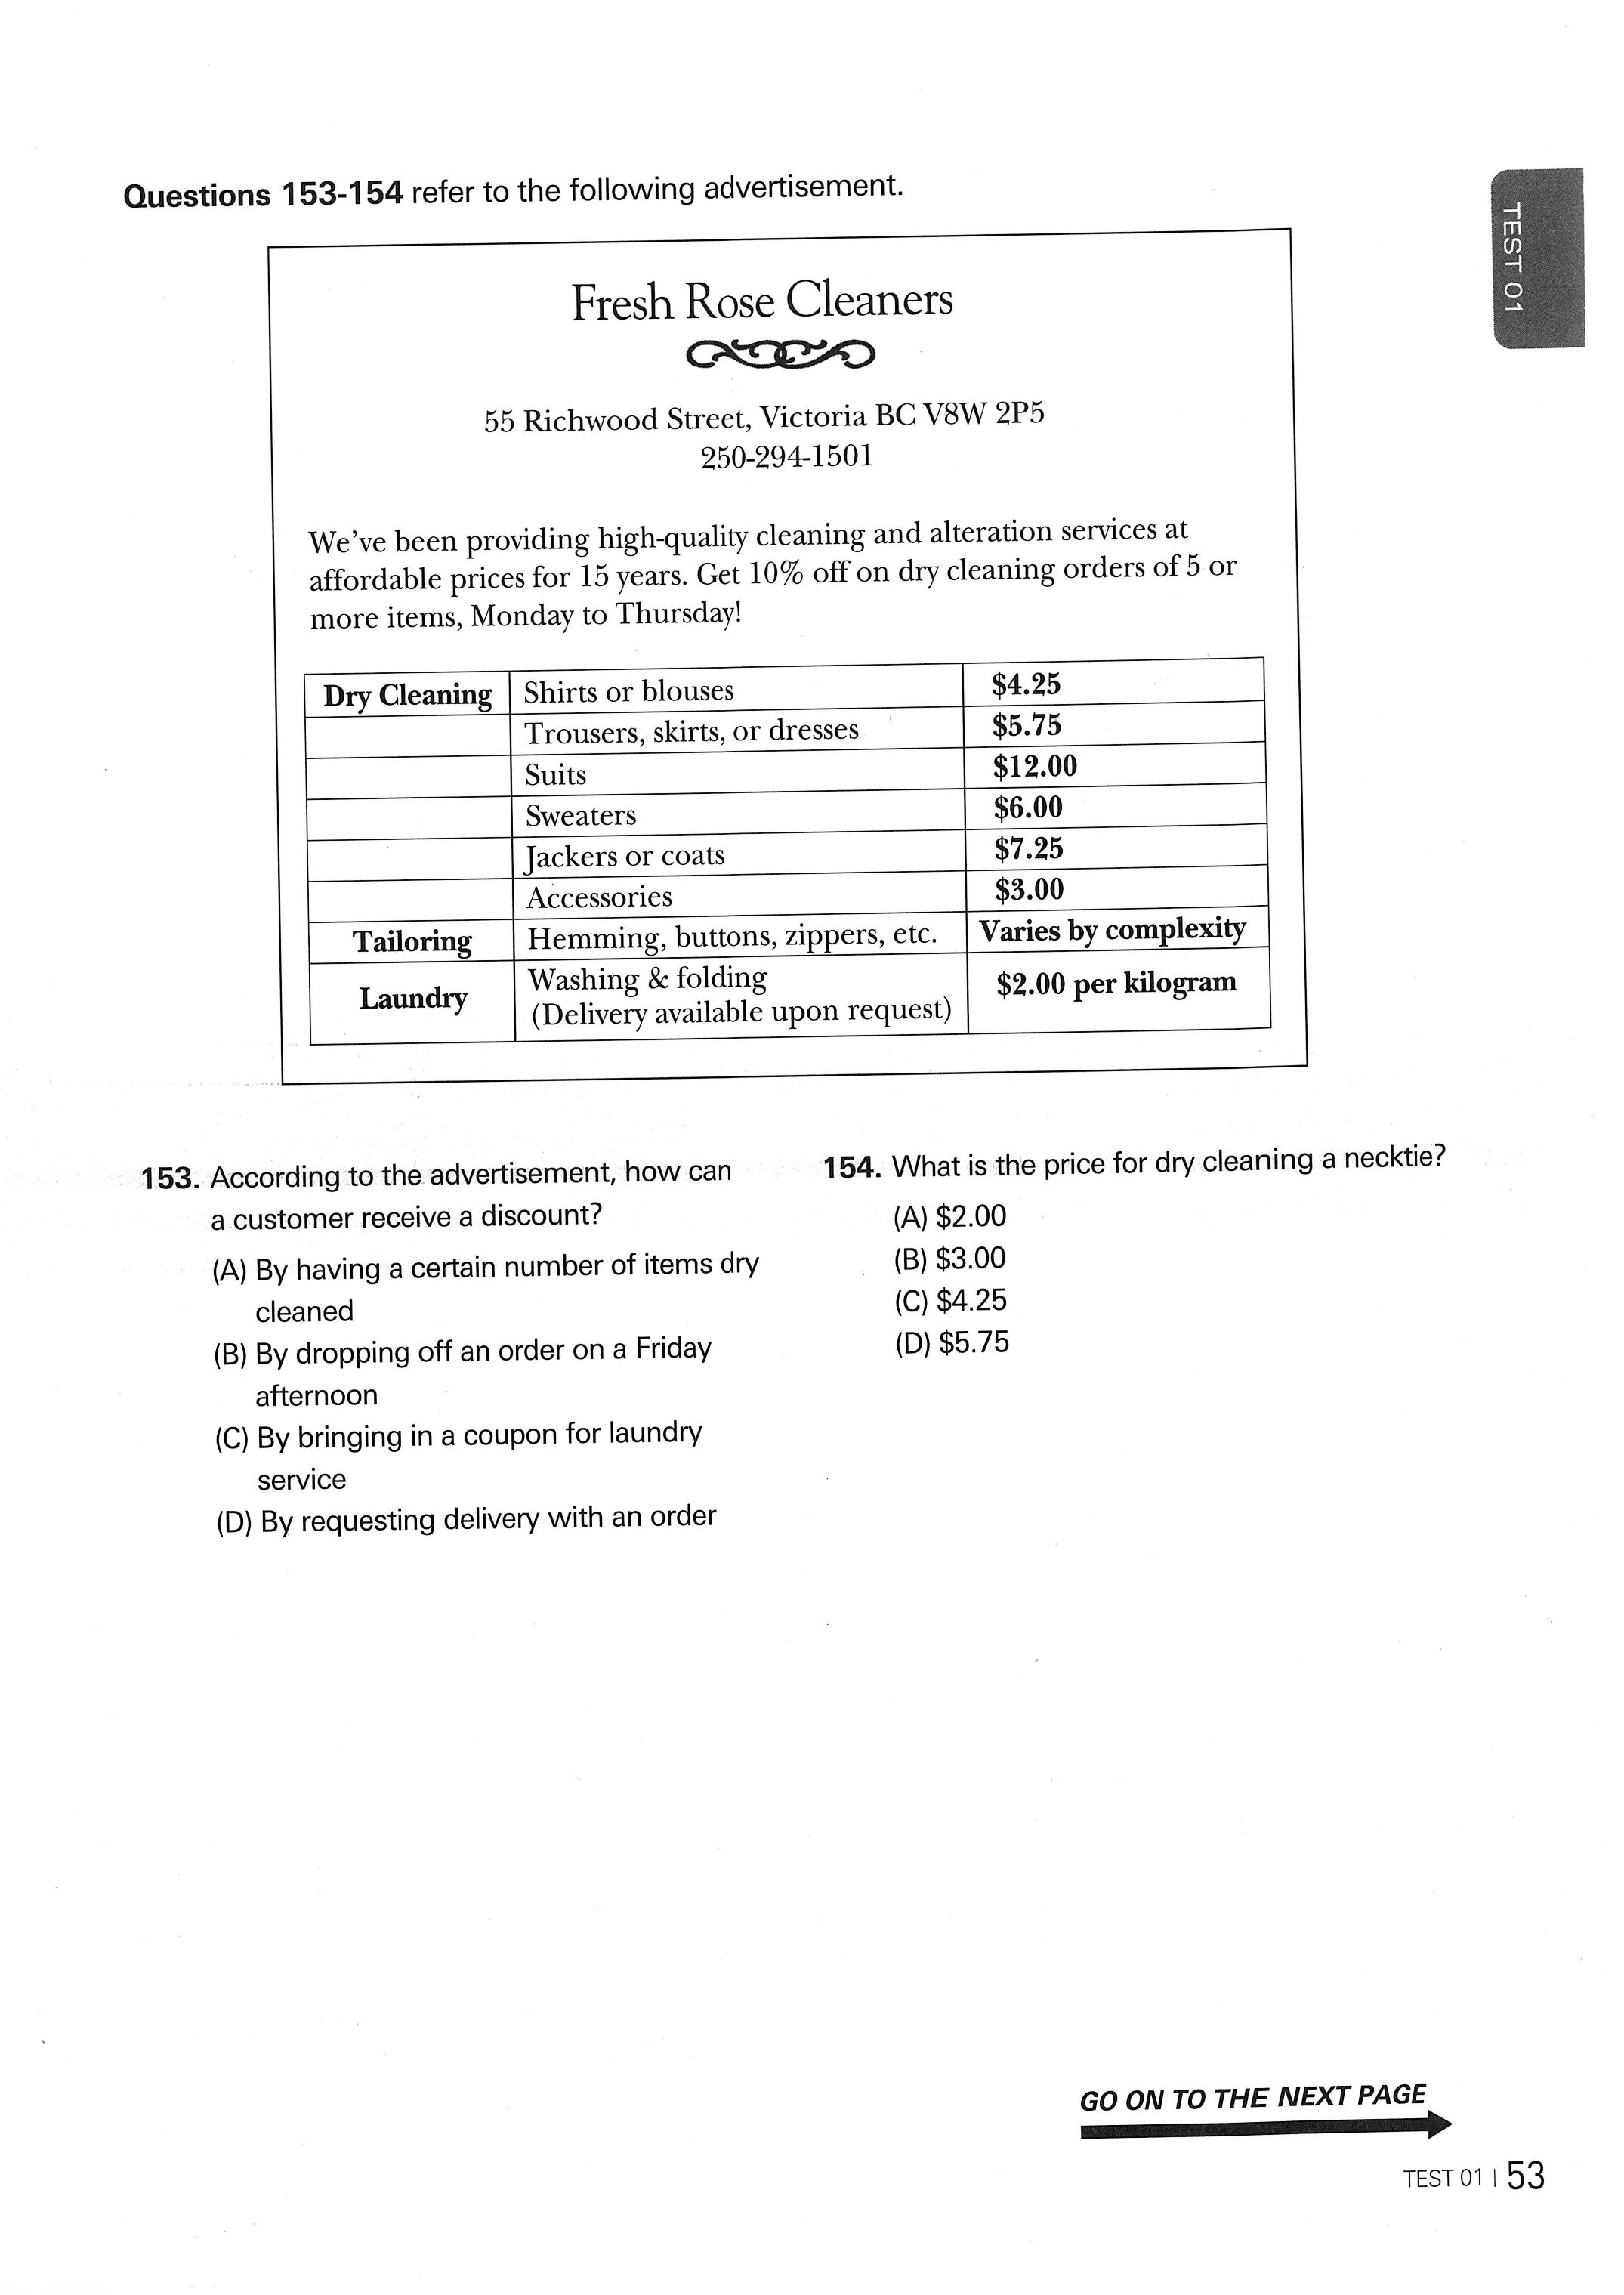 TEST 01
Questions 153-154 refer to the following advertisement.
Fresh Rose Cleaners
55 Richwood Street, Victoria BC V8W 2P5
250-294-1501
We've been providing high-quality cleaning and alteration services at
affordable prices for 15 years. Get 10% off on dry cleaning orders of 5 or
more items, Monday to Thursday!
Dry Cleaning Shirts or blouses $4.25
Trousers, skirts, or dresses $5.75
Suits $12.00
Sweaters $6.00
Jackers or coats $7.25
Accessories $3.00
Tailoring Hemming, buttons, zippers, etc. Varies by complexity
Laundry Washing & folding $2.00 per kilogram
(Delivery available upon request)
153. According to the advertisement, how can
a customer receive a discount?
(A) By having a certain number of items dry
cleaned
(B) By dropping off an order on a Friday
afternoon
(C) By bringing in a coupon for laundry
service
(D) By requesting delivery with an order
154. What is the price for dry cleaning a necktie?
(A) $2.00
(B) $3.00
(C) $4.25
(D) $5.75
GO ON TO THE NEXT PAGE
TEST 01 | 53